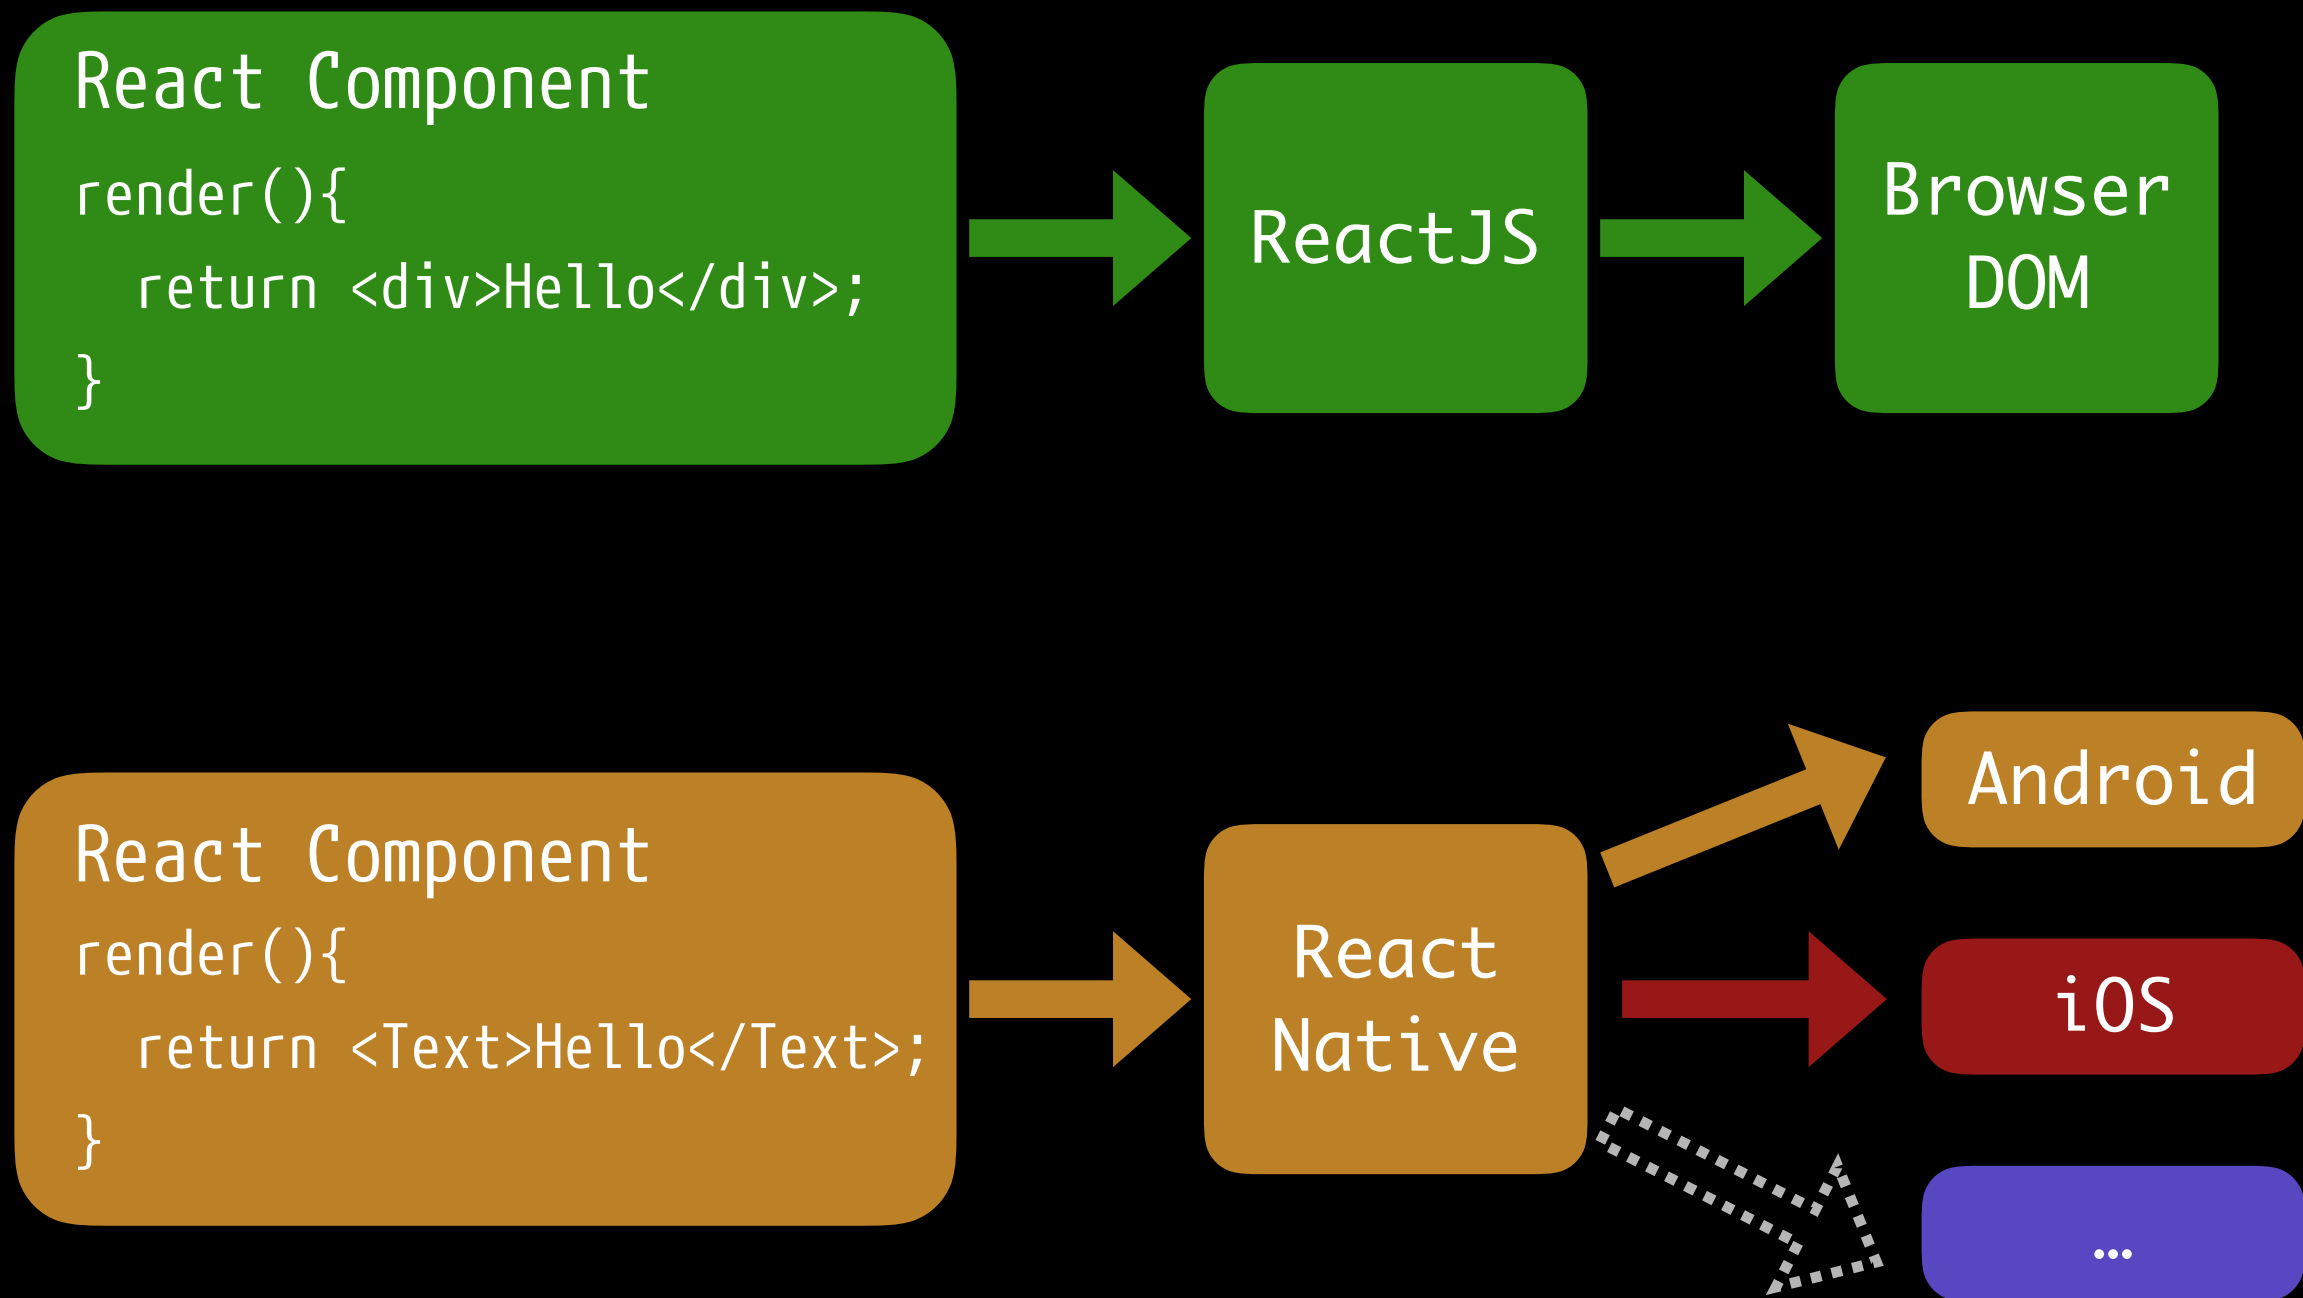 React Component
render(){
return <div>Hello</div>;
}
ReactJS
Browser
DOM
React Component
render(){
return <Text>Hello</Text>;
}
React
Native
Android
iOS
…